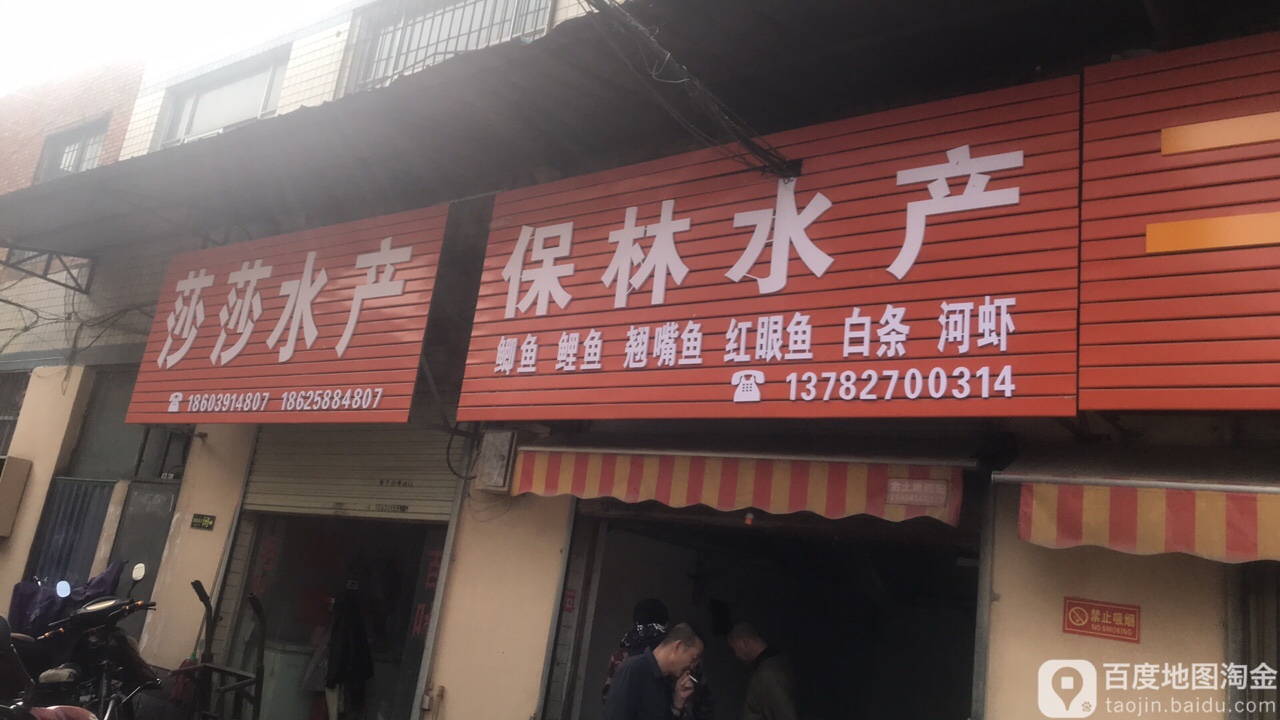 莎莎水产
18603914807 18625884807
保林水产
鲫鱼 鲤鱼 翘嘴鱼 红眼鱼 白条 河虾
13782700314
禁止吸烟
NO SMOKING
百度地图淘金
taojin.baidu.com